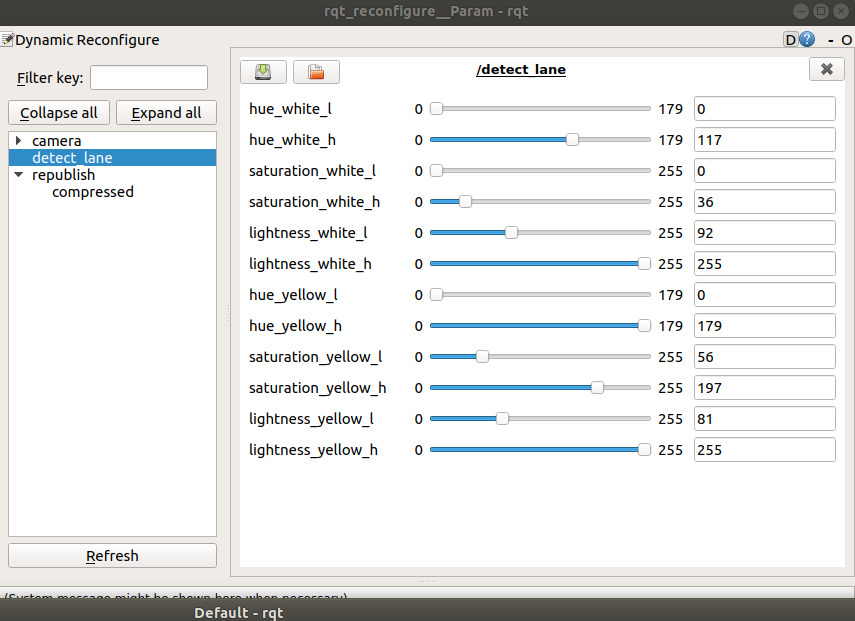 rqt_reconfigure__Param - rqt
Dynamic Reconfigure
D ? - O
Filter key:
Collapse all Expand all
camera
detect_lane
republish
compressed
Refresh
/detect_lane
hue_white_l 0 179 0
hue_white_h 0 179 117
saturation_white_l 0 255 0
saturation_white_h 0 255 36
lightness_white_l 0 255 92
lightness_white_h 0 255 255
hue_yellow_l 0 179 0
hue_yellow_h 0 179 179
saturation_yellow_l 0 255 56
saturation_yellow_h 0 255 197
lightness_yellow_l 0 255 81
lightness_yellow_h 0 255 255
(System message might be shown here when necessary)
Default - rqt